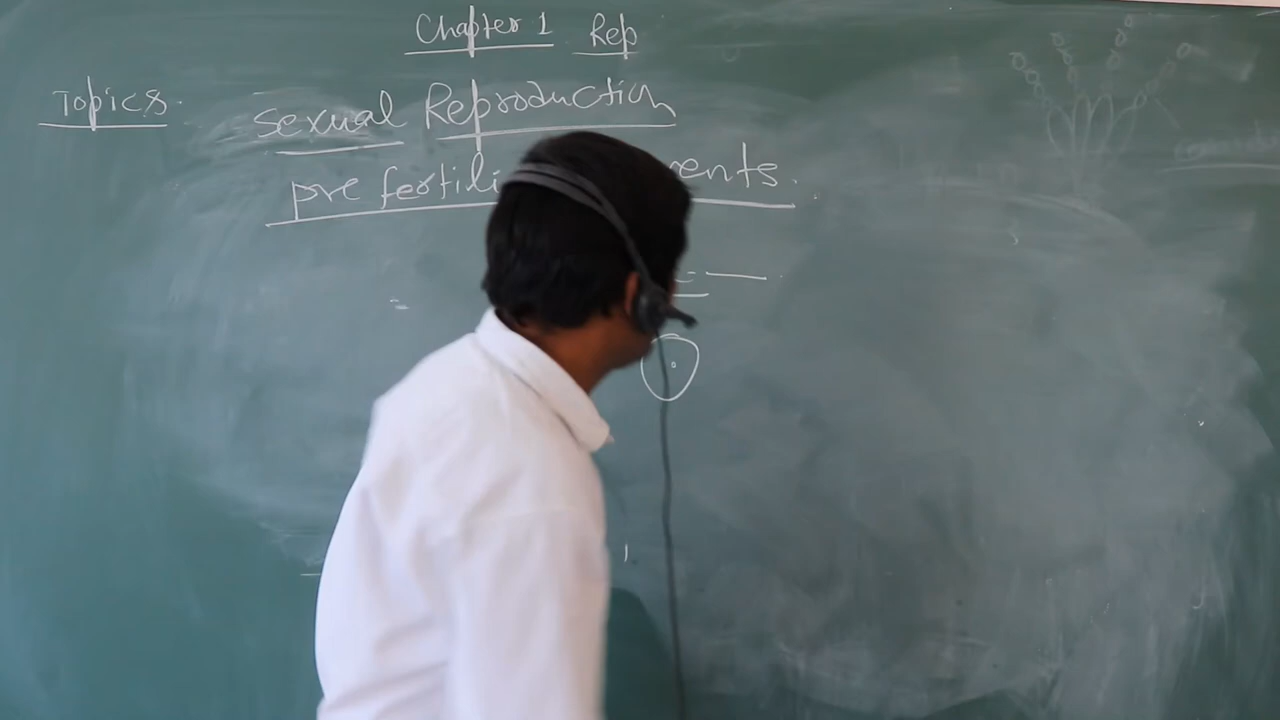 Chapter 1 Rep
Topics.
Sexual Reproduction
pre fertili ents.